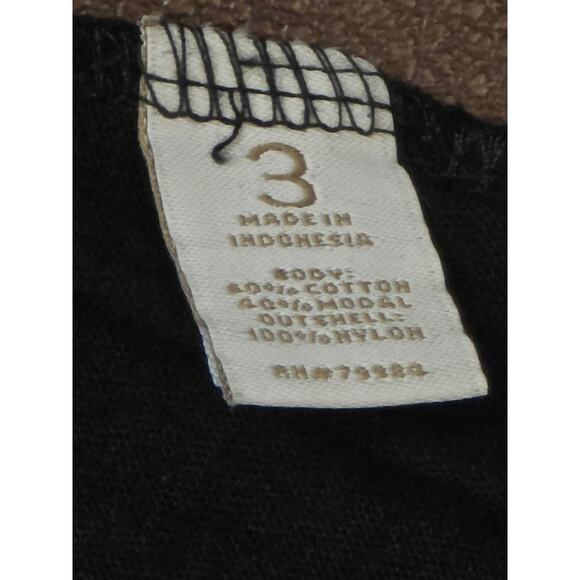 3
MADE IN
INDONESIA
BODY:
60% COTTON
40% MODAL
OUTSHELL:
100% NYLON
RN# 79984